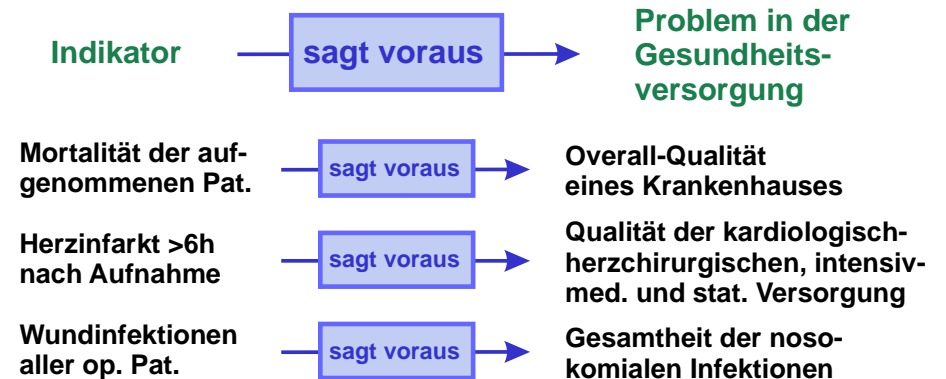 Indikator
sagt voraus
Problem in der
Gesundheits-
versorgung
Mortalität der auf-
genommenen Pat.
sagt voraus
Overall-Qualität
eines Krankenhauses
Herzinfarkt >6h
nach Aufnahme
sagt voraus
Qualität der kardiologisch-
herzchirurgischen, intensiv-
med. und stat. Versorgung
Wundinfektionen
aller op. Pat.
sagt voraus
Gesamtheit der noso-
komialen Infektionen